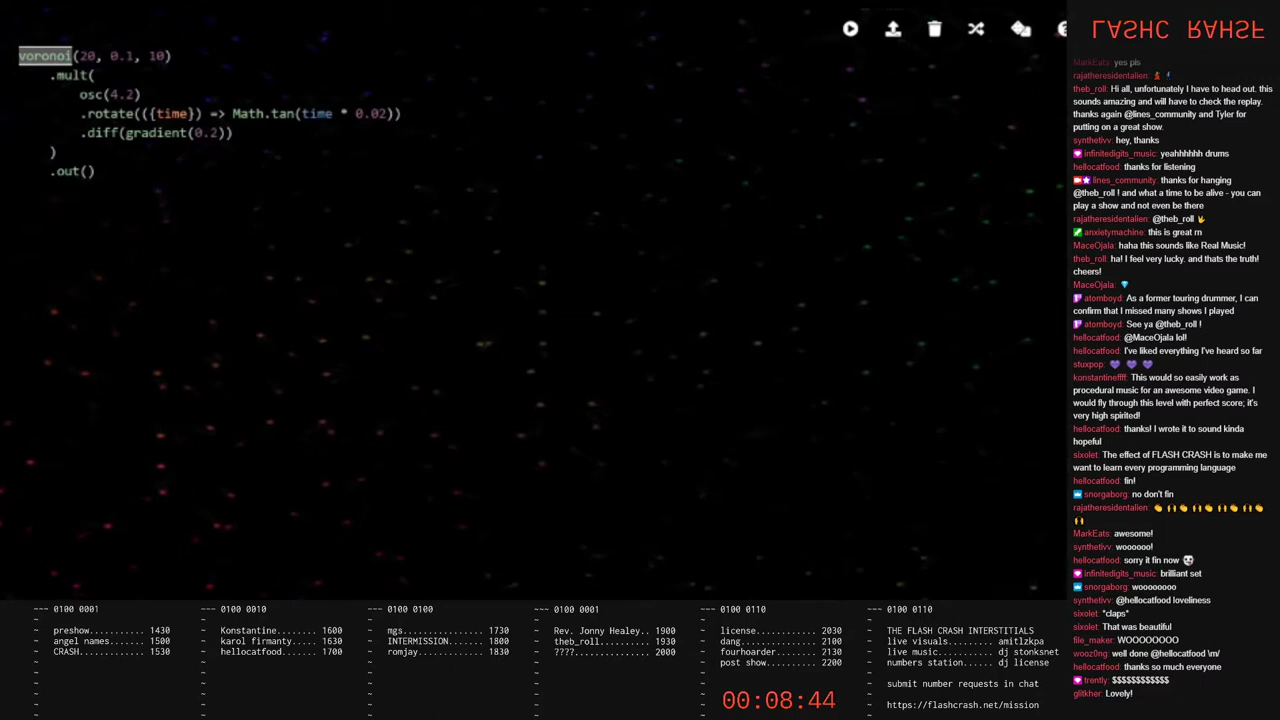 voronoi(20, 0.1, 10)
.mult(
osc(4.2)
.rotate(({time}) => Math.tan(time * 0.02))
.diff(gradient(0.2))
)
.out()
LASHC RAHSF
MarkEats: yes pls
rajatheresidentalien:
theb_roll: Hi all, unfortunately I have to head out. this
sounds amazing and will have to check the replay.
thanks again @lines_community and Tyler for
putting on a great show.
synthetivv: hey, thanks
infinitedigits_music: yeahhhhhh drums
hellocatfood: thanks for listening
lines_community: thanks for hanging
@theb_roll ! and what a time to be alive - you can
play a show and not even be there
rajatheresidentalien: @theb_roll 🤟
anxietymachine: this is great rn
MaceOjala: haha this sounds like Real Music!
theb_roll: ha! I feel very lucky. and thats the truth!
cheers!
MaceOjala: 💎
atomboyd: As a former touring drummer, I can
confirm that I missed many shows I played
atomboyd: See ya @theb_roll !
hellocatfood: @MaceOjala lol!
hellocatfood: I've liked everything I've heard so far
stuxpop: 💜 💜 💜
konstantineffff: This would so easily work as
procedural music for an awesome video game. I
would fly through this level with perfect score; it's
very high spirited!
hellocatfood: thanks! I wrote it to sound kinda
hopeful
sixolet: The effect of FLASH CRASH is to make me
want to learn every programming language
hellocatfood: fin!
snorgaborg: no don't fin
rajatheresidentalien: 👏 🙌 👏 🙌 👏 🙌 👏 🙌 👏
🙌
MarkEats: awesome!
synthetivv: woooooo!
hellocatfood: sorry it fin now
infinitedigits_music: brilliant set
snorgaborg: woooooooo
synthetivv: @hellocatfood loveliness
sixolet: *claps*
sixolet: That was beautiful
file_maker: WOOOOOOOO
wooz0ng: well done @hellocatfood \m/
hellocatfood: thanks so much everyone
trently: $$$$$$$$$$$$
glitkher: Lovely!
~~~ 0100 0001
preshow.......... 1430
angel names...... 1500
CRASH............ 1530
~~~ 0100 0010
Konstantine........ 1600
karol firmanty..... 1630
hellocatfood....... 1700
~~~ 0100 0100
mgs................ 1730
INTERMISSION....... 1800
romjay............. 1830
~~~ 0100 0001
Rev. Jonny Healey.. 1900
theb_roll.......... 1930
????............... 2000
~~~ 0100 0110
license............ 2030
dang............... 2100
fourhoarder........ 2130
post show.......... 2200
00:08:44
~~~ 0100 0110
THE FLASH CRASH INTERSTITIALS
live visuals....... amitlzkpa
live music..... dj stonksnet
numbers station...... dj license
submit number requests in chat
https://flashcrash.net/mission